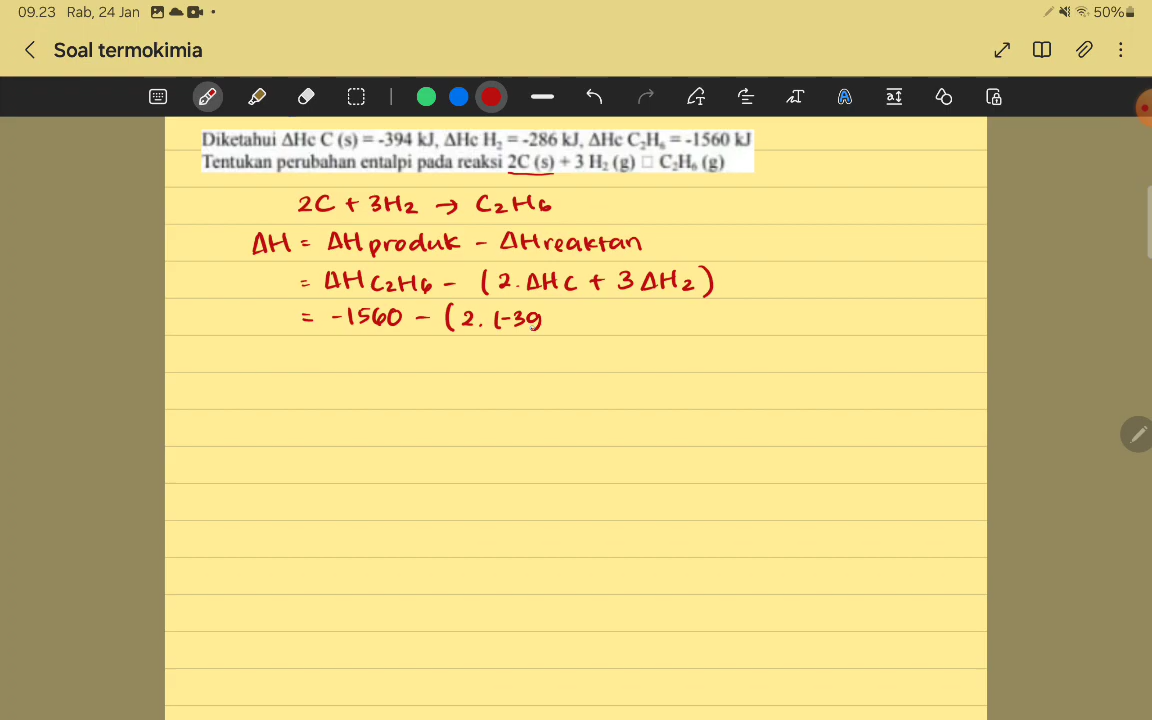 09.23 Rab, 24 Jan 50%
Soal termokimia
Diketahui ΔHc C (s) = -394 kJ, ΔHc H₂ = -286 kJ, ΔHc C₂H₆ = -1560 kJ
Tentukan perubahan entalpi pada reaksi 2C (s) + 3 H₂ (g) □ C₂H₆ (g)
2C + 3H₂ → C₂H₆
ΔH = ΔH produk - ΔH reaktan
= ΔH C₂H₆ - (2. ΔHC + 3 ΔH₂)
= -1560 - (2. (-39